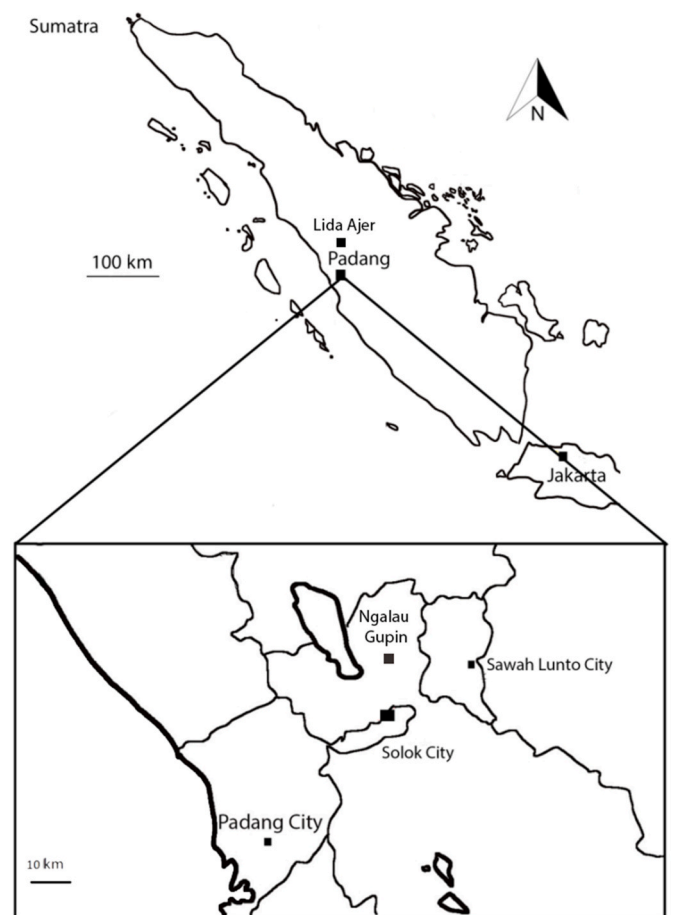 Sumatra
N
Lida Ajer
Padang
100 km
Jakarta
Ngalau
Gupin
Sawah Lunto City
Solok City
Padang City
10 km